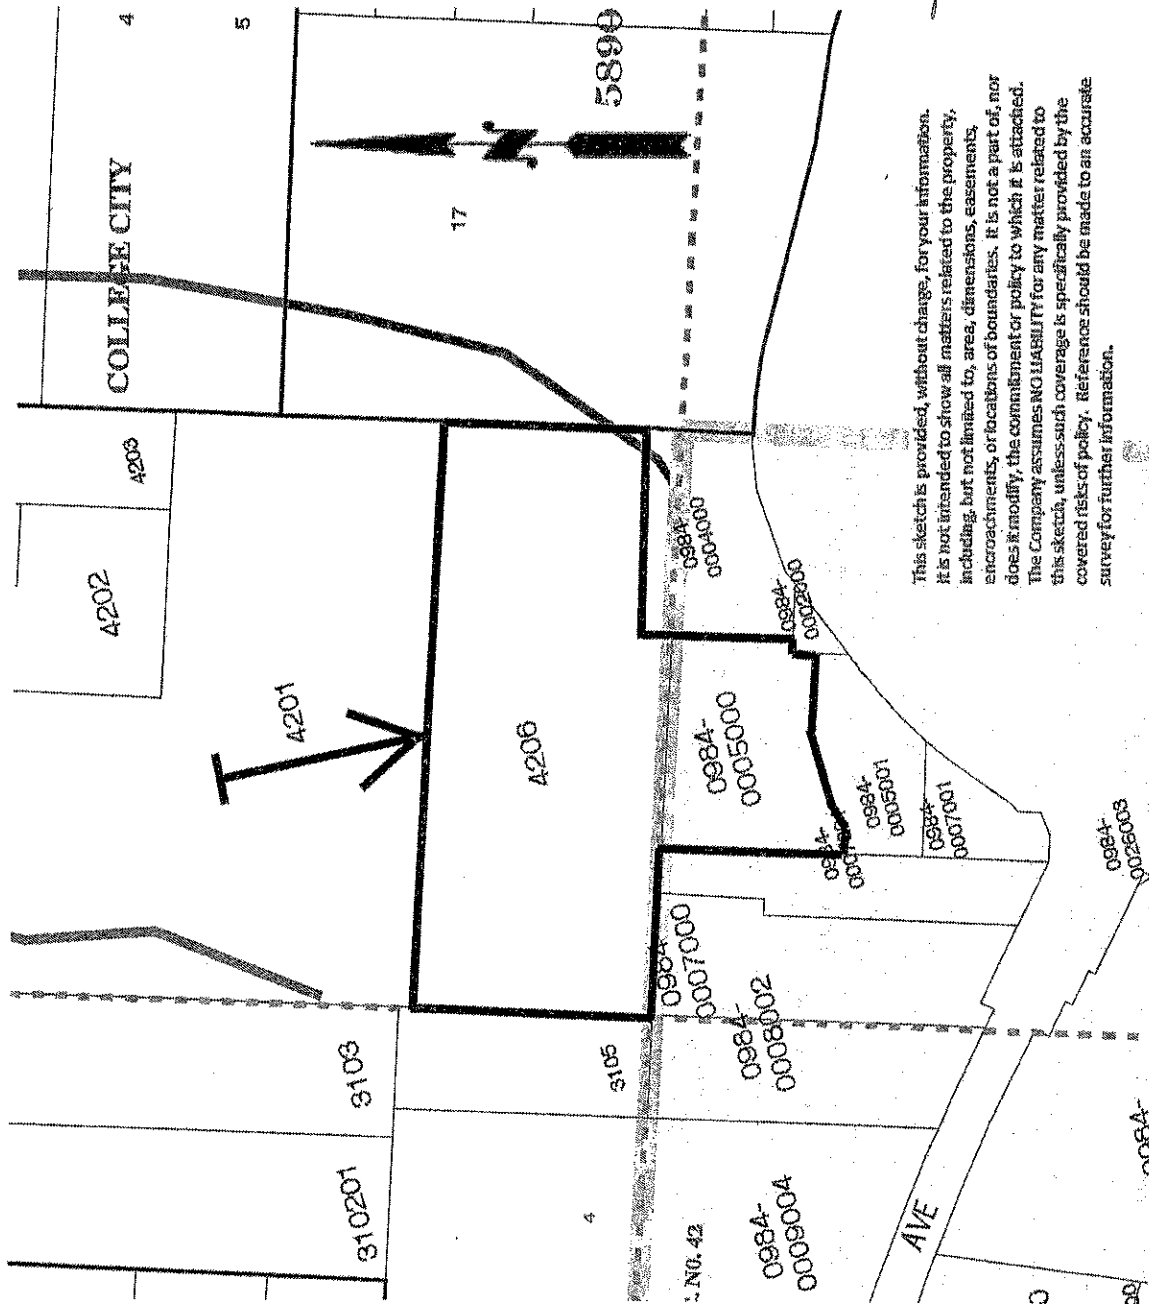 4
5
COLLEGE CITY
5890
N
17
4203
4202
4201
4206
0984-
0004000
0984-
0002000
0984-
0005000
0984-
0005001
0984-
0984-
0007001
0984-
0026003
0984-
0007000
0984-
0008002
3103
3105
310201
4
. NO. 42
0984-
0009004
AVE
0984-
This sketch is provided, without charge, for your information.
It is not intended to show all matters related to the property,
including, but not limited to, area, dimensions, easements,
encroachments, or locations of boundaries. It is not a part of, nor
does it modify, the commitment or policy to which it is attached.
The Company assumes NO LIABILITY for any matter related to
this sketch, unless such coverage is specifically provided by the
covered risks of policy. Reference should be made to an accurate
survey for further information.